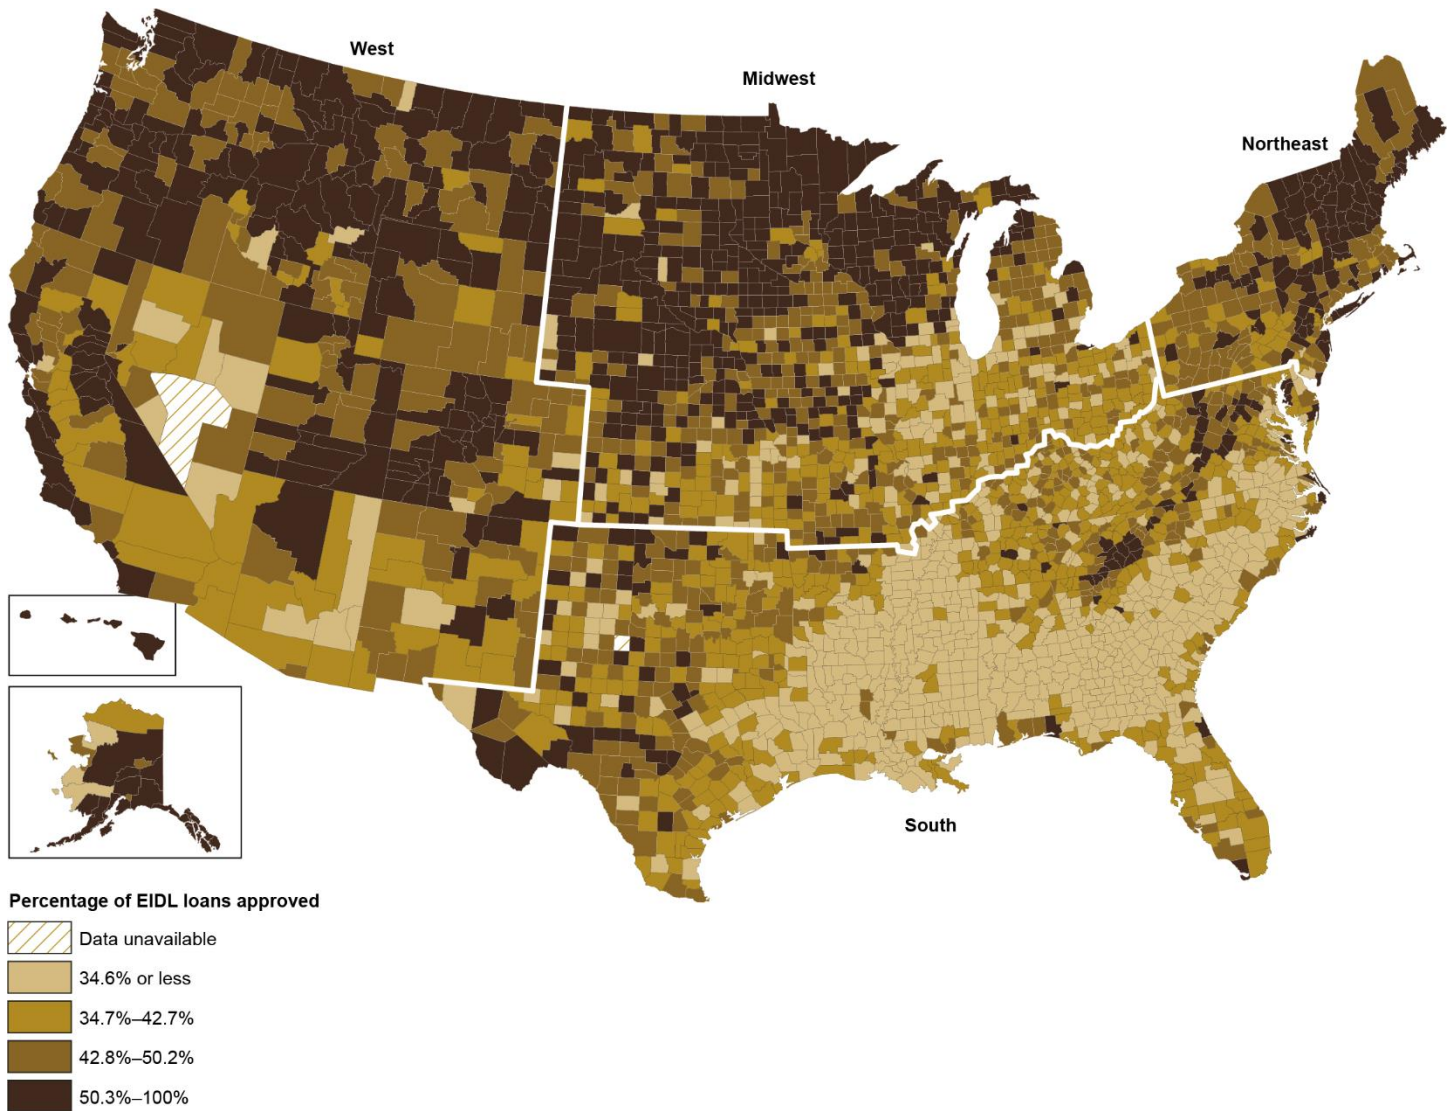 West
Midwest
Northeast
South
Percentage of EIDL loans approved
Data unavailable
34.6% or less
34.7%–42.7%
42.8%–50.2%
50.3%–100%